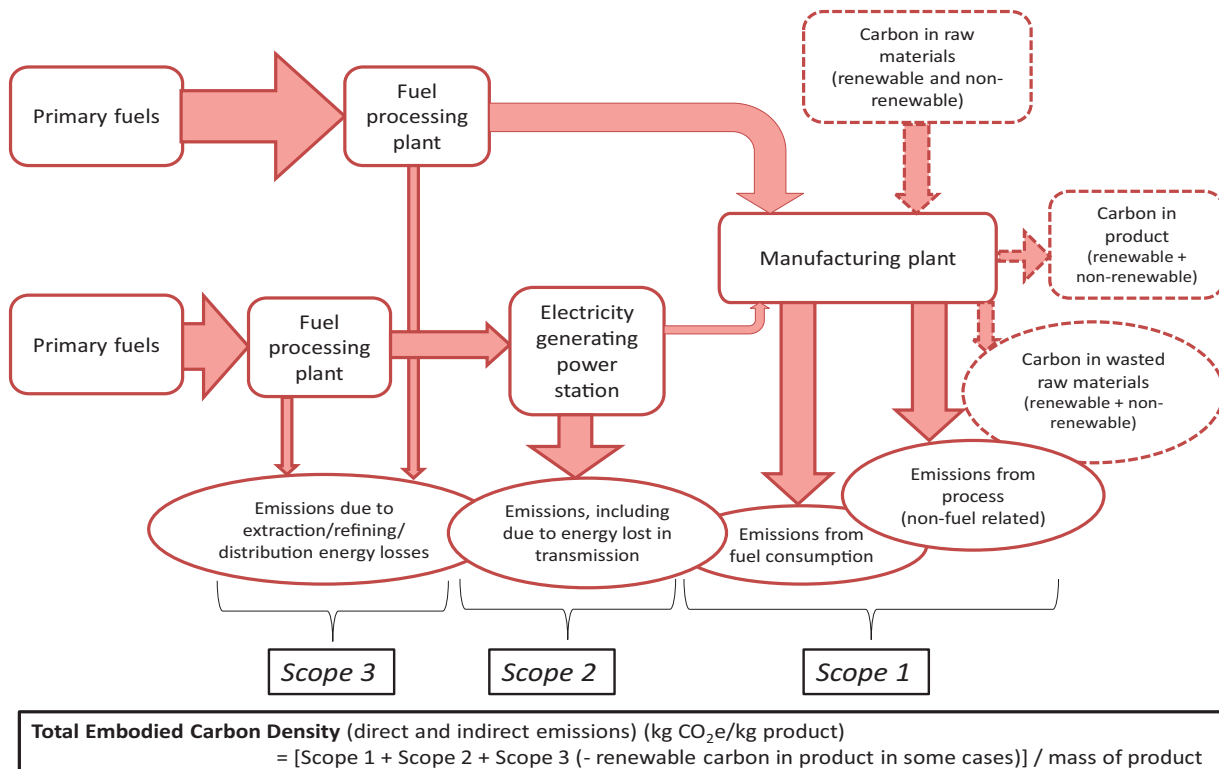 Carbon in raw
materials
(renewable and non-
renewable)
Primary fuels
Fuel
processing
plant
Manufacturing plant
Carbon in
product
(renewable +
non-renewable)
Primary fuels
Fuel
processing
plant
Electricity
generating
power
station
Carbon in wasted
raw materials
(renewable + non-
renewable)
Emissions due to
extraction/refining/
distribution energy losses
Emissions, including
due to energy lost in
transmission
Emissions from
fuel consumption
Emissions from
process
(non-fuel related)
Scope 3
Scope 2
Scope 1
Total Embodied Carbon Density (direct and indirect emissions) (kg CO₂e/kg product)
= [Scope 1 + Scope 2 + Scope 3 (- renewable carbon in product in some cases)] / mass of product